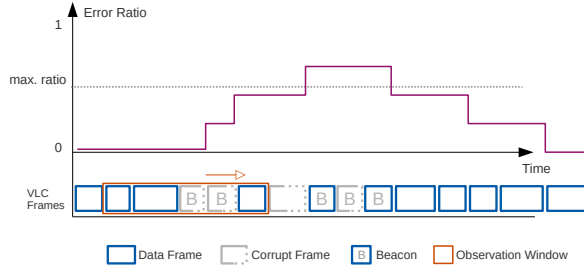 Error Ratio
1
max. ratio
0
Time
VLC
Frames
B B B B B
Data Frame Corrupt Frame B Beacon Observation Window